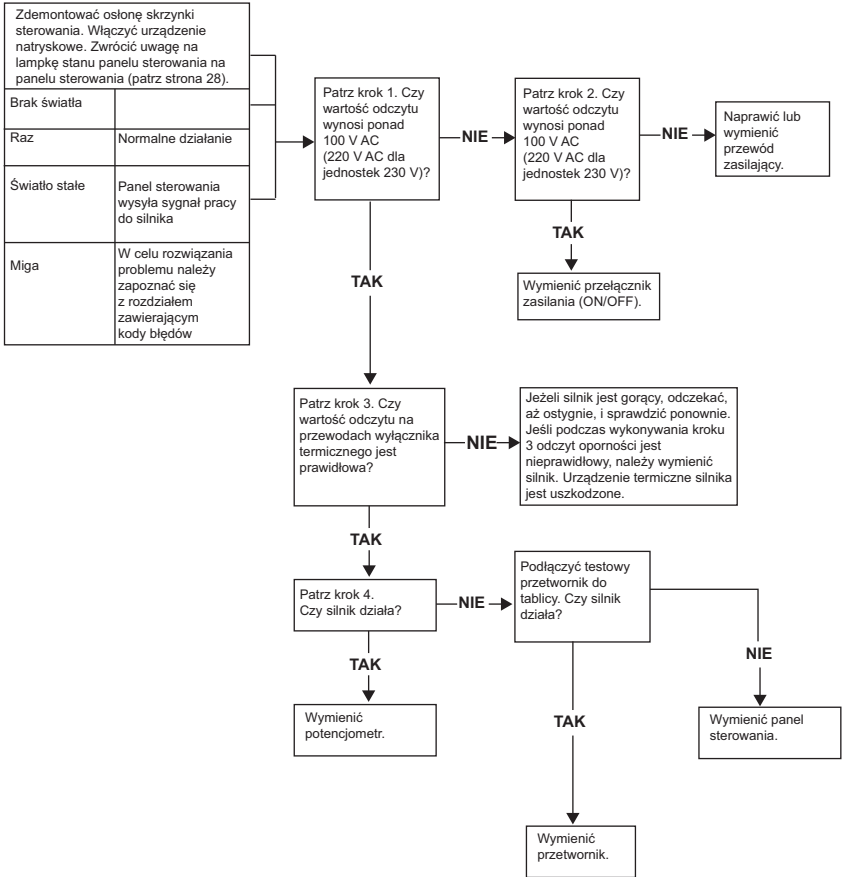 Zdemontować osłonę skrzynki
sterowania. Włączyć urządzenie
natryskowe. Zwrócić uwagę na
lampkę stanu panelu sterowania na
panelu sterowania (patrz strona 28).
Brak światła
Raz
Normalne działanie
Światło stałe
Panel sterowania
wysyła sygnał pracy
do silnika
Miga
W celu rozwiązania
problemu należy
zapoznać się
z rozdziałem
zawierającym
kody błędów
Patrz krok 1. Czy
wartość odczytu
wynosi ponad
100 V AC
(220 V AC dla
jednostek 230 V)?
NIE
Patrz krok 2. Czy
wartość odczytu
wynosi ponad
100 V AC
(220 V AC dla
jednostek 230 V)?
NIE
Naprawić lub
wymienić
przewód
zasilający.
TAK
Wymienić przełącznik
zasilania (ON/OFF).
TAK
Patrz krok 3. Czy
wartość odczytu na
przewodach wyłącznika
termicznego jest
prawidłowa?
NIE
Jeżeli silnik jest gorący, odczekać,
aż ostygnie, i sprawdzić ponownie.
Jeśli podczas wykonywania kroku
3 odczyt oporności jest
nieprawidłowy, należy wymienić
silnik. Urządzenie termiczne silnika
jest uszkodzone.
TAK
Patrz krok 4.
Czy silnik działa?
NIE
Podłączyć testowy
przetwornik do
tablicy. Czy silnik
działa?
NIE
Wymienić panel
sterowania.
TAK
Wymienić
potencjometr.
TAK
Wymienić
przetwornik.